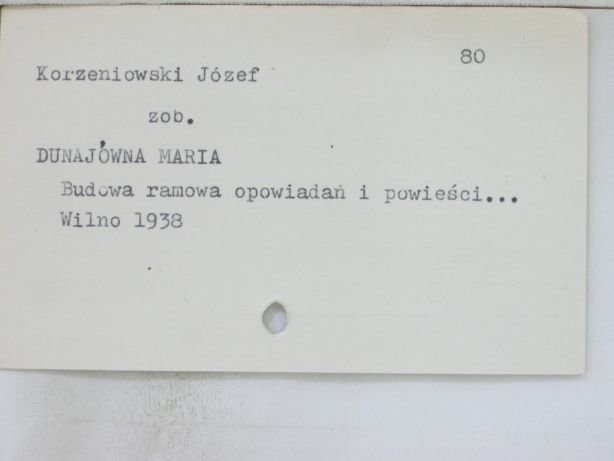 80
Korzeniowski Józef
zob.
DUNAJÓWNA MARIA
Budowa ramowa opowiadań i powieści...
Wilno 1938